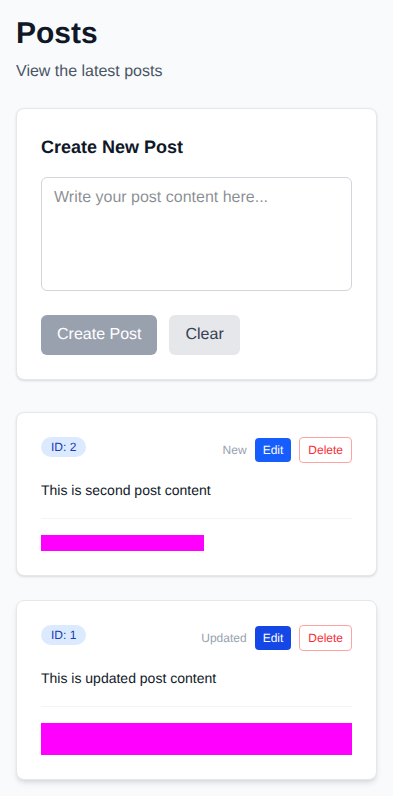 Posts
View the latest posts
Create New Post
Write your post content here...
Create Post Clear
ID: 2 New Edit Delete
This is second post content
ID: 1 Updated Edit Delete
This is updated post content